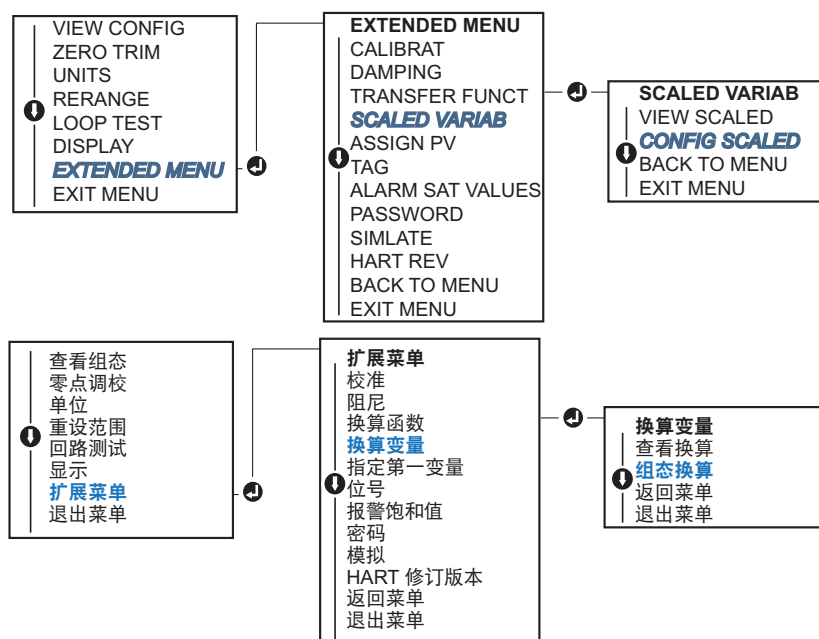 VIEW CONFIG
ZERO TRIM
UNITS
RERANGE
LOOP TEST
DISPLAY
EXTENDED MENU
EXIT MENU
EXTENDED MENU
CALIBRAT
DAMPING
TRANSFER FUNCT
SCALED VARIAB
ASSIGN PV
TAG
ALARM SAT VALUES
PASSWORD
SIMLATE
HART REV
BACK TO MENU
EXIT MENU
SCALED VARIAB
VIEW SCALED
CONFIG SCALED
BACK TO MENU
EXIT MENU
查看组态
零点调校
单位
重设范围
回路测试
显示
扩展菜单
退出菜单
扩展菜单
校准
阻尼
换算函数
换算变量
指定第一变量
位号
报警饱和值
密码
模拟
HART 修订版本
返回菜单
退出菜单
换算变量
查看换算
组态换算
返回菜单
退出菜单